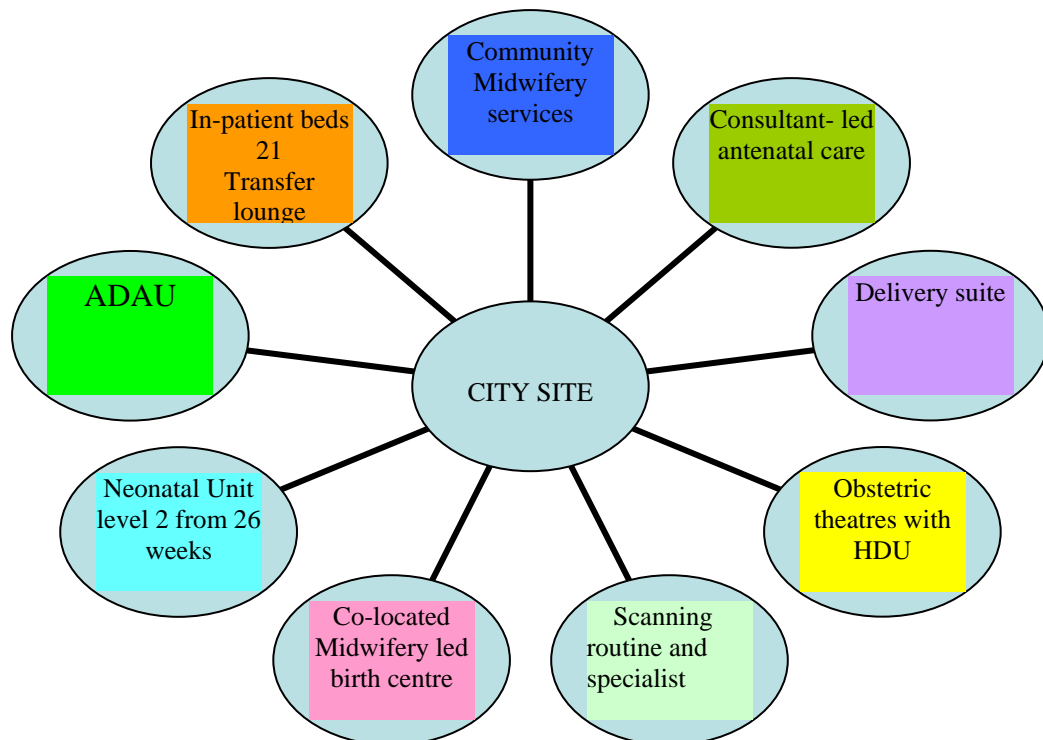 Community
Midwifery
services
Consultant- led
antenatal care
Delivery suite
Obstetric
theatres with
HDU
Scanning
routine and
specialist
Co-located
Midwifery led
birth centre
Neonatal Unit
level 2 from 26
weeks
ADAU
In-patient beds
21
Transfer
lounge
CITY SITE